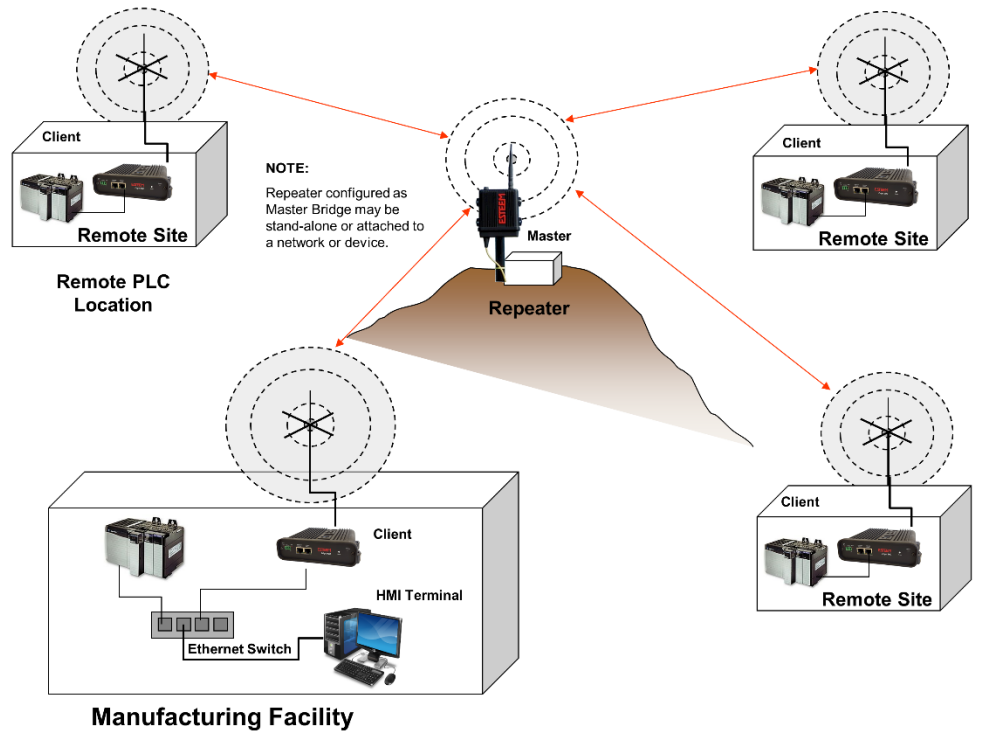 Client
Remote Site
Remote PLC
Location
NOTE:
Repeater configured as
Master Bridge may be
stand-alone or attached to
a network or device.
ESTEEM
Master
Repeater
Client
Remote Site
Client
HMI Terminal
Ethernet Switch
Manufacturing Facility
Client
Remote Site